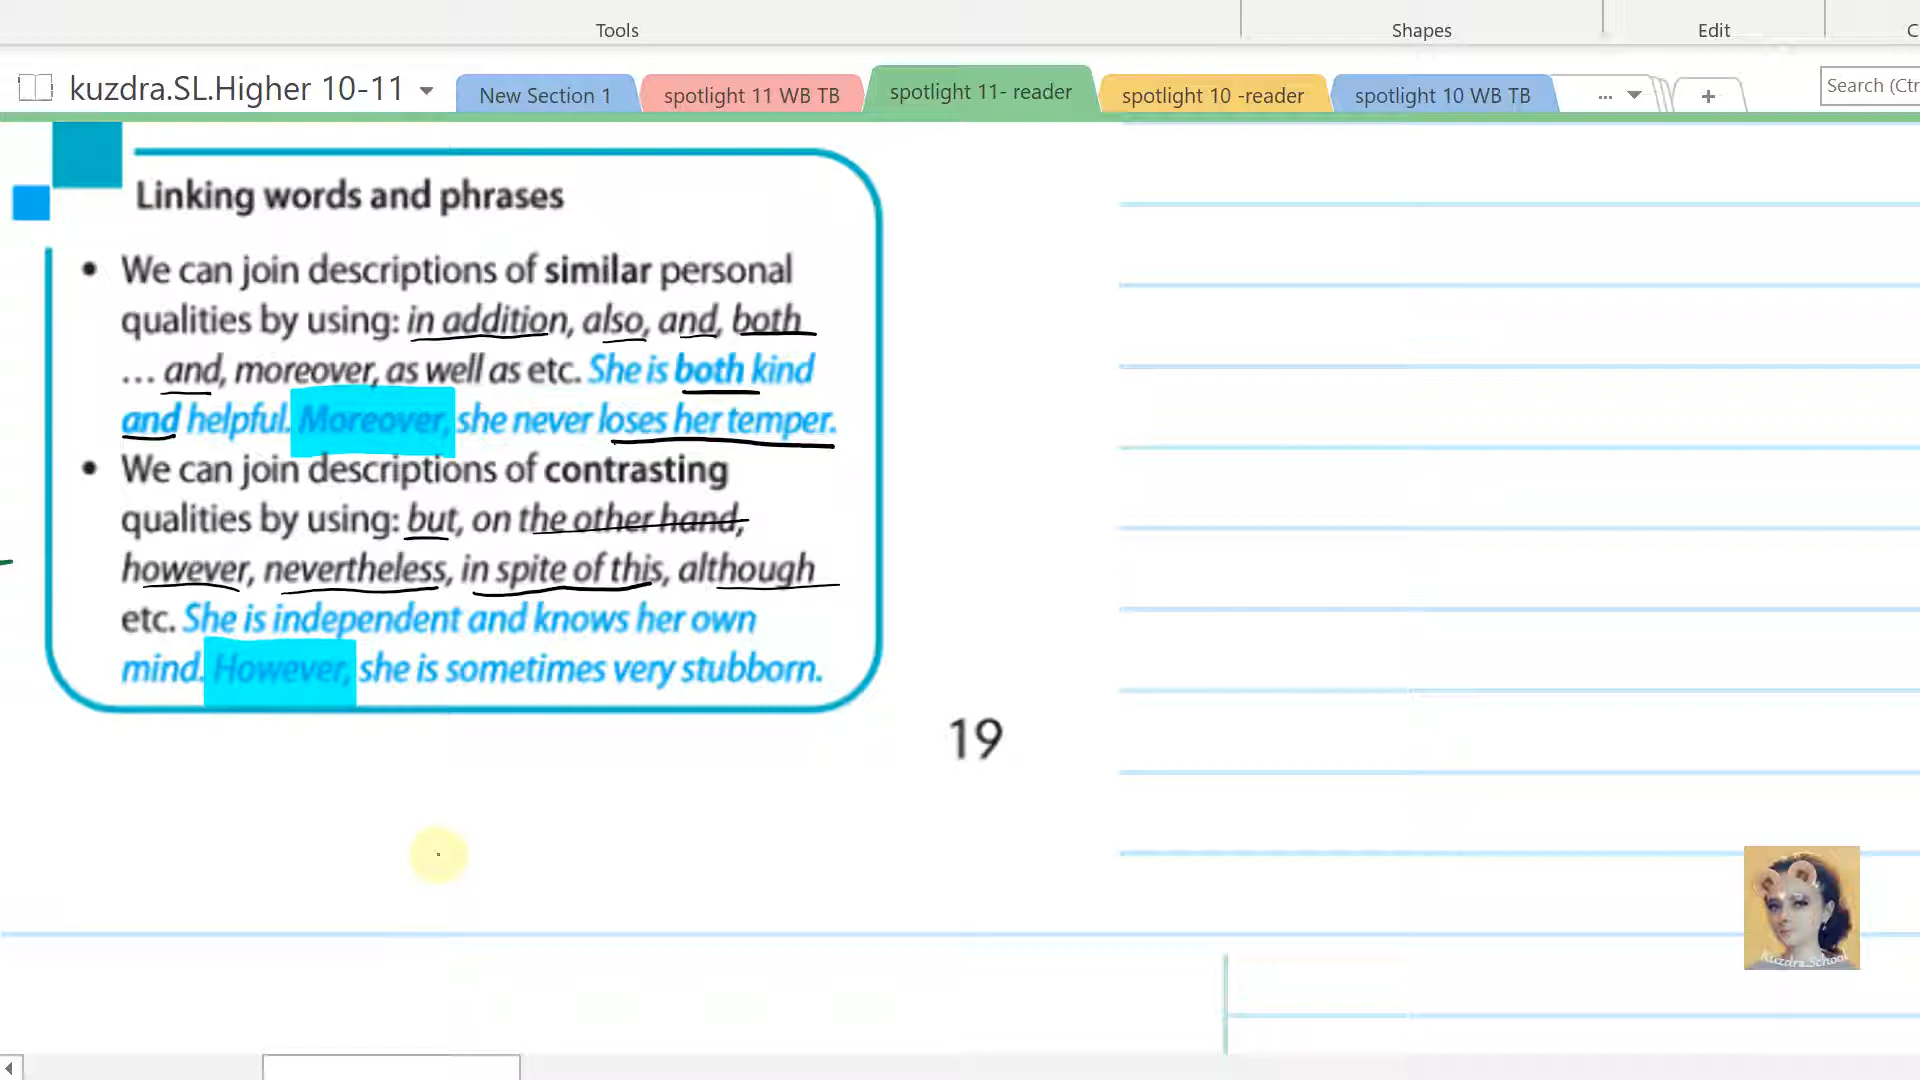 Tools Shapes Edit C
kuzdra.SL.Higher 10-11 New Section 1 spotlight 11 WB TB spotlight 11- reader spotlight 10 -reader spotlight 10 WB TB ... + Search (Ctr
Linking words and phrases
• We can join descriptions of similar personal
qualities by using: in addition, also, and, both
... and, moreover, as well as etc. She is both kind
and helpful. Moreover, she never loses her temper.
• We can join descriptions of contrasting
qualities by using: but, on the other hand,
however, nevertheless, in spite of this, although
etc. She is independent and knows her own
mind. However, she is sometimes very stubborn.
19
Kuzdra.School